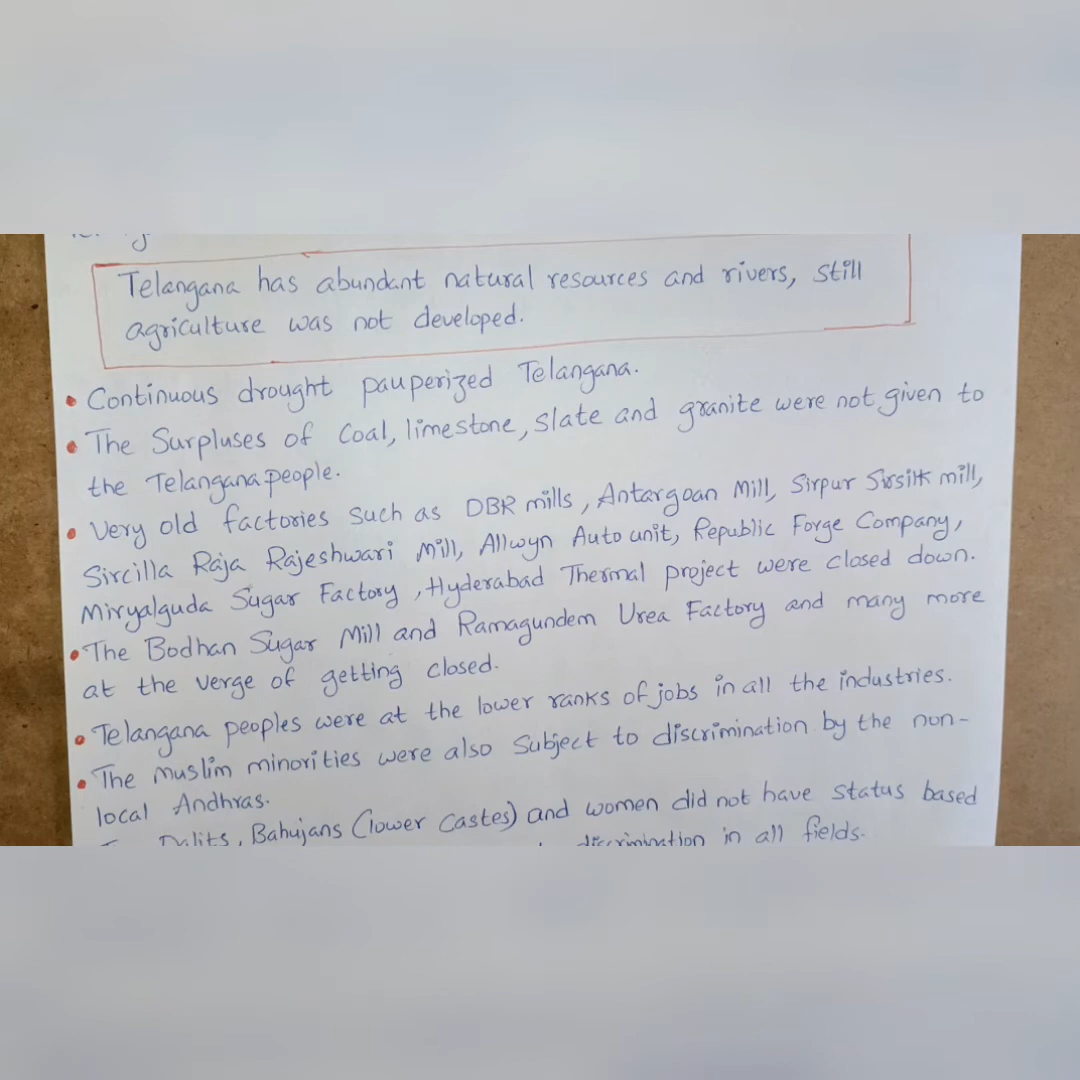 Telangana has abundant natural resources and rivers, still
agriculture was not developed.
• Continuous drought pauperized Telangana.
• The Surpluses of Coal, limestone, slate and granite were not given to
the Telangana people.
• Very old factories such as DBR mills, Antargoan Mill, Sirpur Sirsilk mill,
Sircilla Raja Rajeshwari Mill, Allwyn Auto unit, Republic Forge Company,
Miryalguda Sugar Factory, Hyderabad Thermal project were closed down.
• The Bodhan Sugar Mill and Ramagundem Urea Factory and many more
at the verge of getting closed.
• Telangana peoples were at the lower ranks of jobs in all the industries.
• The muslim minorities were also subject to discrimination by the non-
local Andhras.
Dalits, Bahujans (lower castes) and women did not have status based
discrimination in all fields.